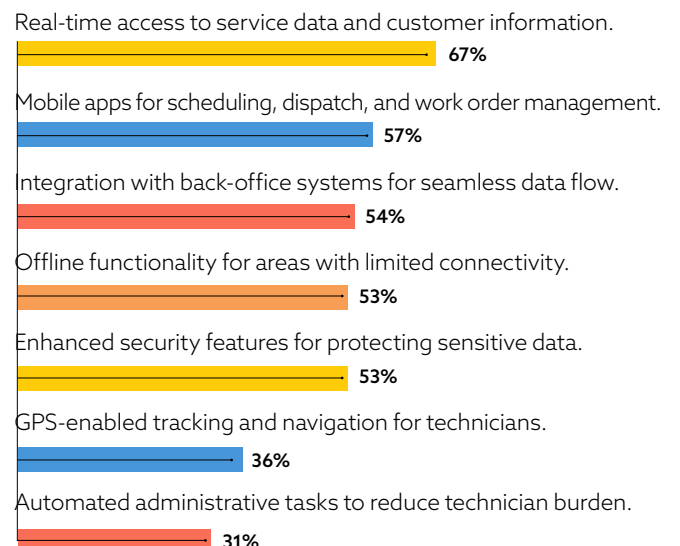 Real-time access to service data and customer information.
67%
Mobile apps for scheduling, dispatch, and work order management.
57%
Integration with back-office systems for seamless data flow.
54%
Offline functionality for areas with limited connectivity.
53%
Enhanced security features for protecting sensitive data.
53%
GPS-enabled tracking and navigation for technicians.
36%
Automated administrative tasks to reduce technician burden.
31%